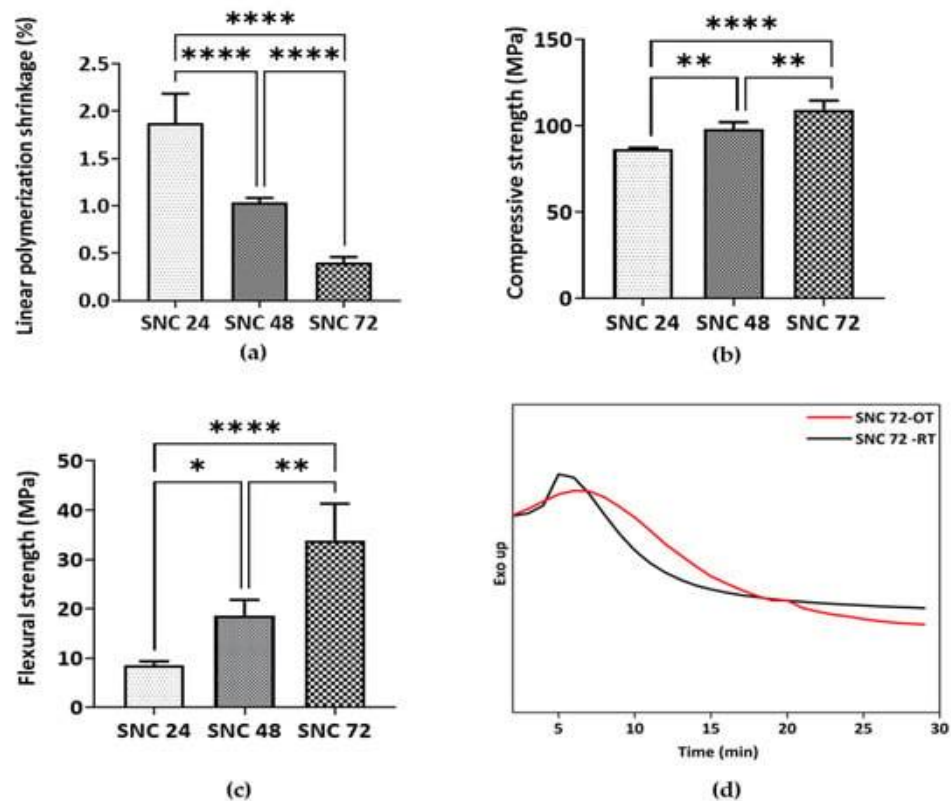 Linear polymerization shrinkage (%)
****
**** ****
2.5
2.0
1.5
1.0
0.5
0.0
SNC 24 SNC 48 SNC 72
(a)
Compressive strength (MPa)
****
** **
150
100
50
0
SNC 24 SNC 48 SNC 72
(b)
Flexural strength (MPa)
****
* **
50
40
30
20
10
0
SNC 24 SNC 48 SNC 72
(c)
SNC 72-OT
SNC 72 -RT
Exo up
5 10 15 20 25 30
Time (min)
(d)